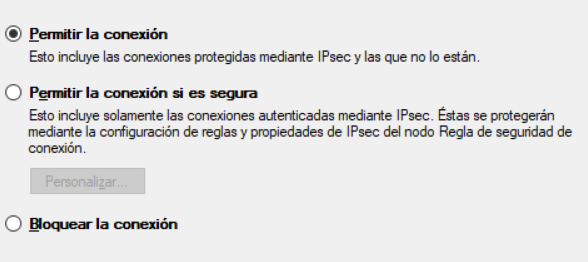 Permitir la conexión
Esto incluye las conexiones protegidas mediante IPsec y las que no lo están.
Permitir la conexión si es segura
Esto incluye solamente las conexiones autenticadas mediante IPsec. Éstas se protegerán
mediante la configuración de reglas y propiedades de IPsec del nodo Regla de seguridad de
conexión.
Personalizar...
Bloquear la conexión